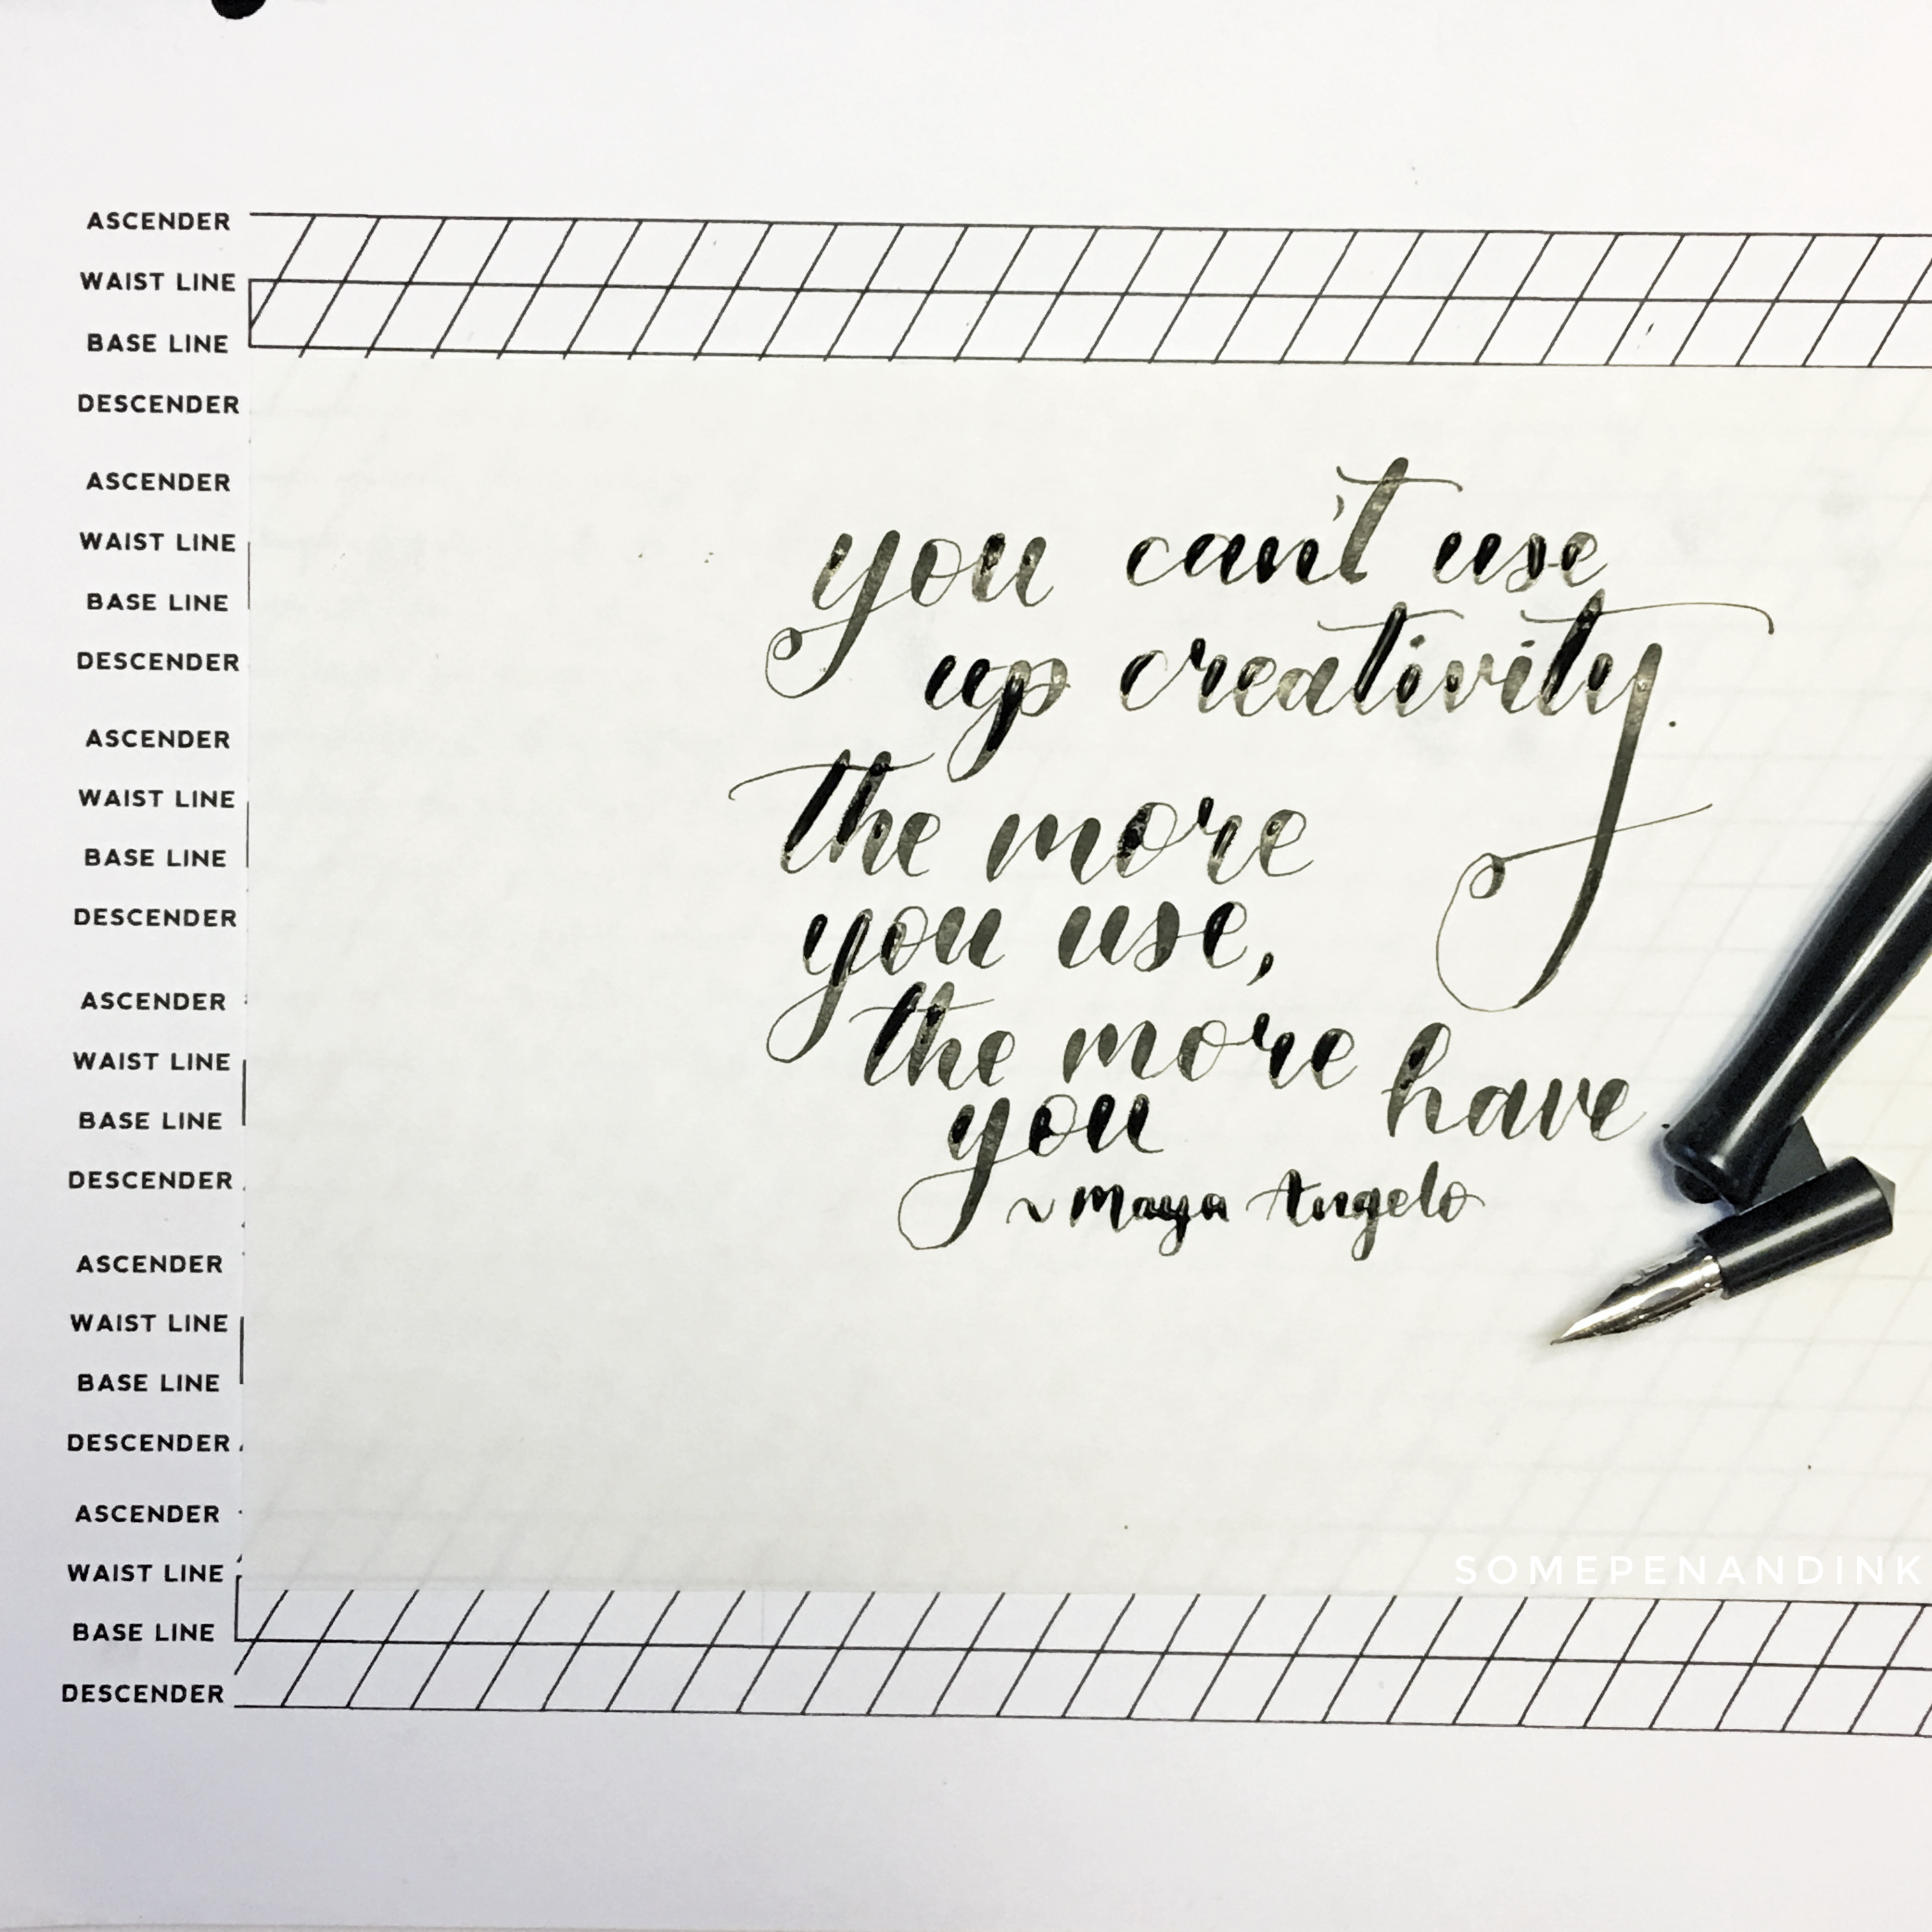 ASCENDER
WAIST LINE
BASE LINE
DESCENDER
ASCENDER
WAIST LINE
BASE LINE
DESCENDER
ASCENDER
WAIST LINE
BASE LINE
DESCENDER
ASCENDER
WAIST LINE
BASE LINE
DESCENDER
ASCENDER
WAIST LINE
BASE LINE
DESCENDER
ASCENDER
WAIST LINE
BASE LINE
DESCENDER
you can't use
up creativity.
the more
you use,
the more
you have.
~ Maya Angelo
SOMEPENANDINK